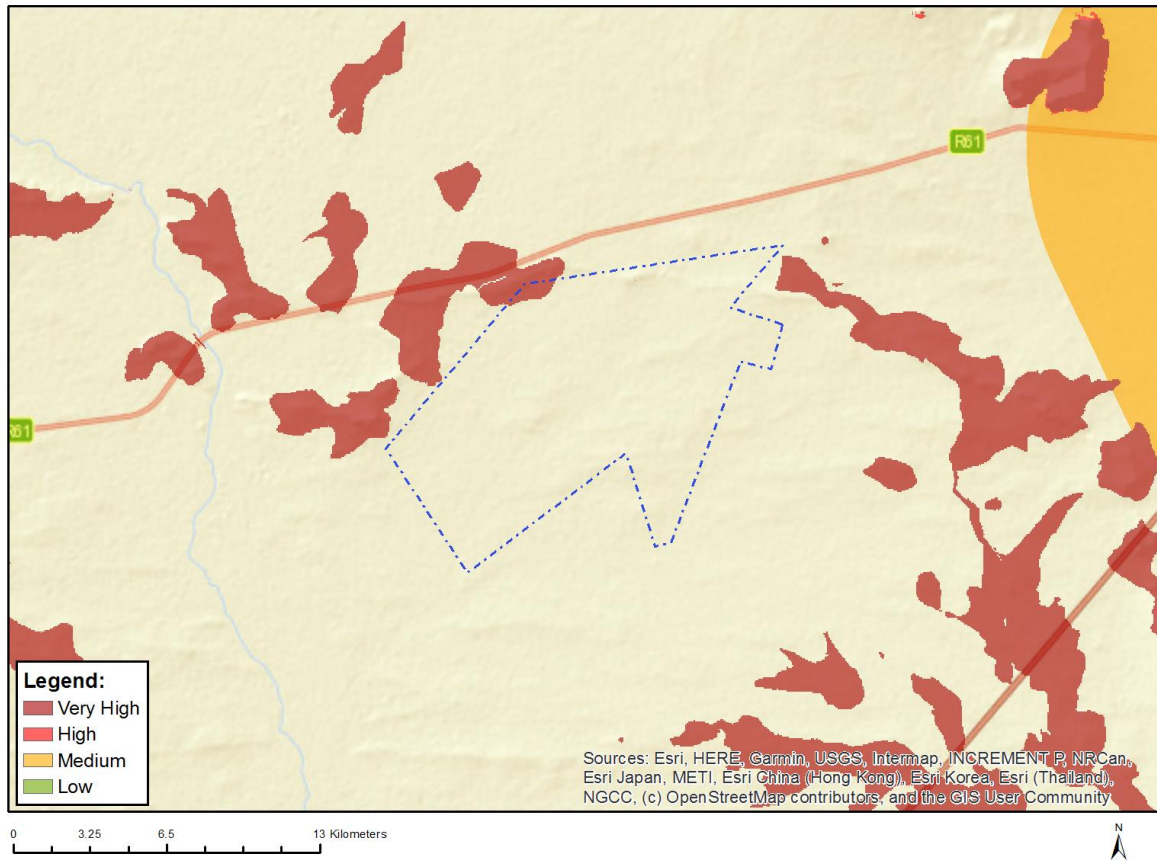 R61
R61
Legend:
Very High
High
Medium
Low
Sources: Esri, HERE, Garmin, USGS, Intermap, INCREMENT P, NRCan,
Esri Japan, METI, Esri China (Hong Kong), Esri Korea, Esri (Thailand),
NGCC, (c) OpenStreetMap contributors, and the GIS User Community
0 3.25 6.5 13 Kilometers
N